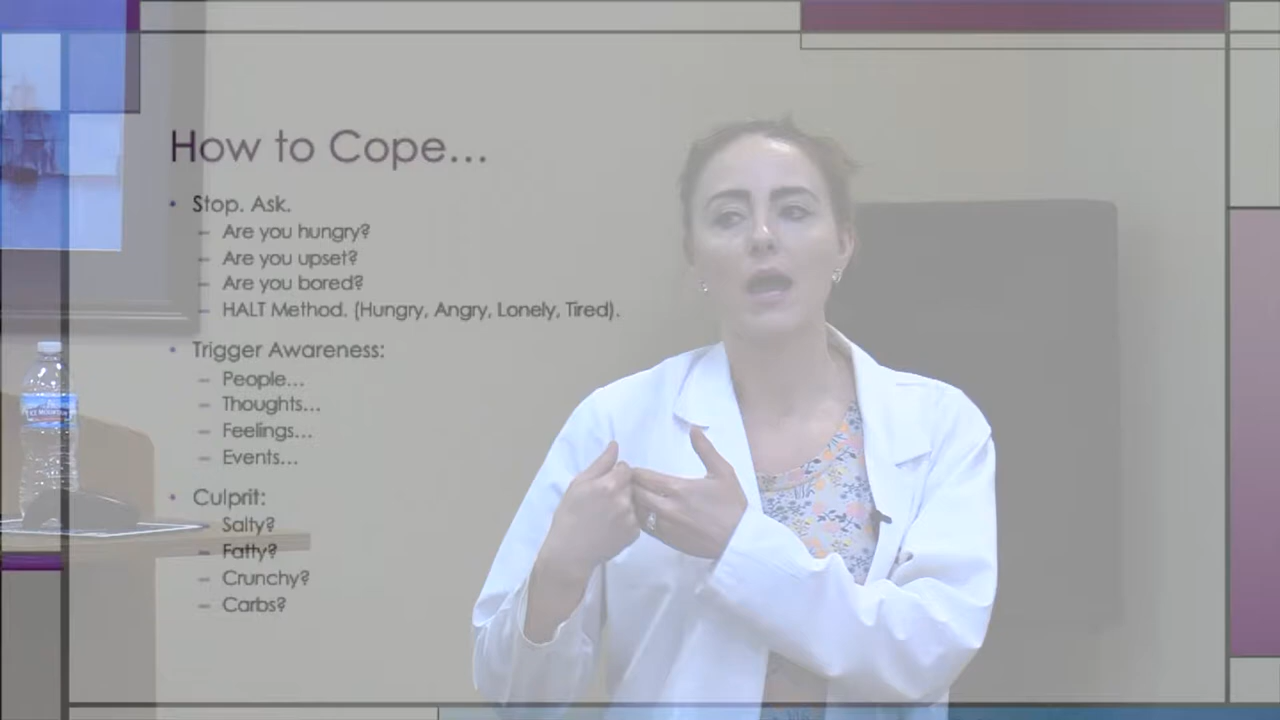 How to Cope...
• Stop. Ask.
– Are you hungry?
– Are you upset?
– Are you bored?
– HALT Method. (Hungry, Angry, Lonely, Tired).
• Trigger Awareness:
– People...
– Thoughts...
– Feelings...
– Events...
• Culprit:
– Salty?
– Fatty?
– Crunchy?
– Carbs?